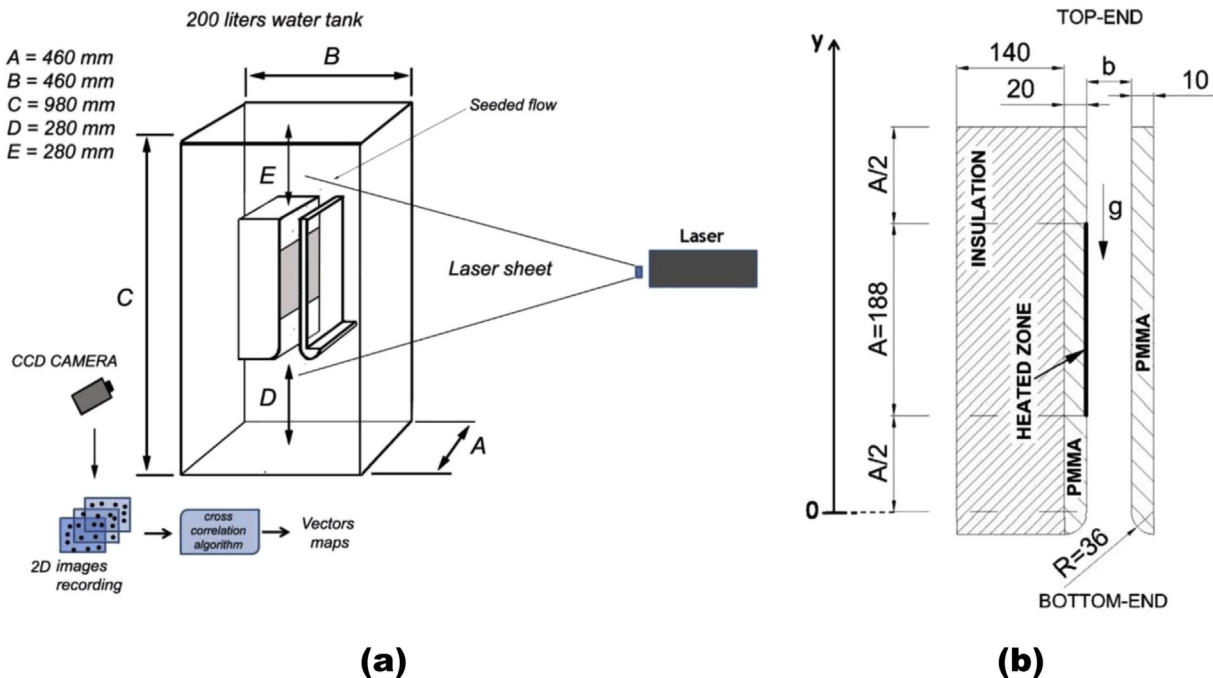 200 liters water tank
A = 460 mm
B = 460 mm
C = 980 mm
D = 280 mm
E = 280 mm
B
Seeded flow
E
Laser
Laser sheet
C
CCD CAMERA
D
A
cross
correlation
algorithm
Vectors
maps
2D images
recording
(a)
TOP-END
y
140
b
20
10
A/2
INSULATION
g
A=188
HEATED ZONE
PMMA
A/2
PMMA
0
R=36
BOTTOM-END
(b)